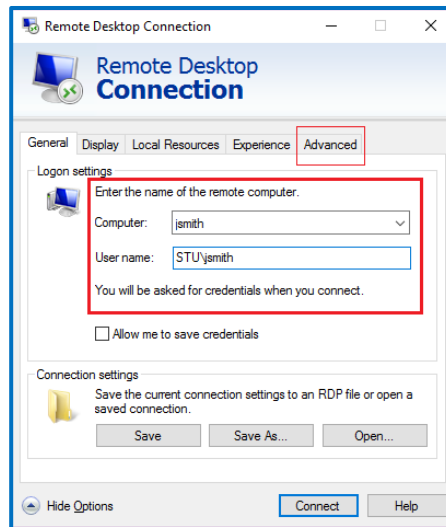 Remote Desktop Connection
Remote Desktop
Connection
General Display Local Resources Experience Advanced
Logon settings
Enter the name of the remote computer.
Computer: jsmith
User name: STU\jsmith
You will be asked for credentials when you connect.
Allow me to save credentials
Connection settings
Save the current connection settings to an RDP file or open a
saved connection.
Save Save As... Open...
Hide Options Connect Help